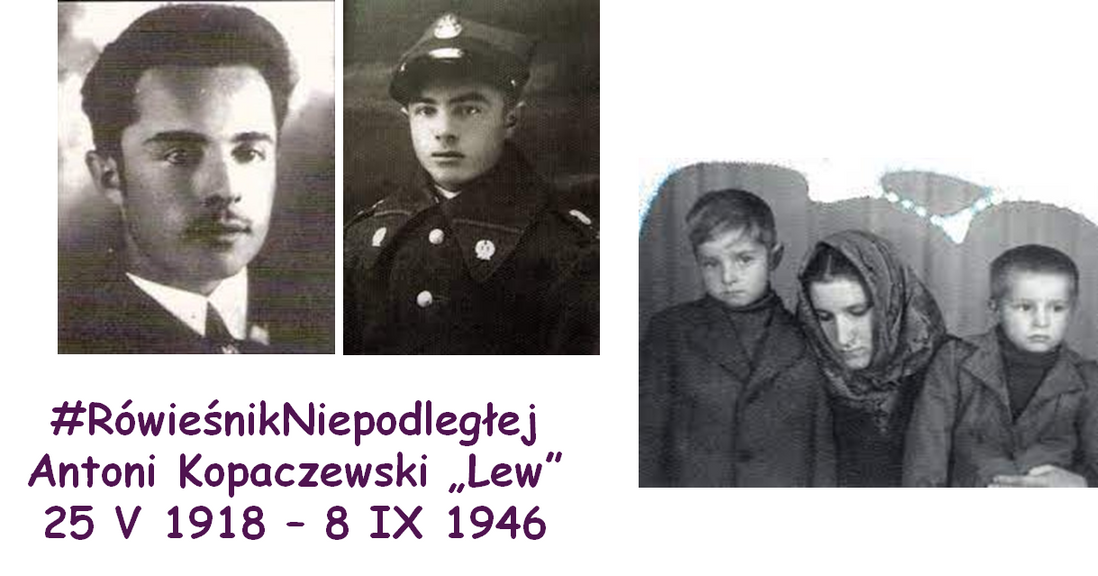 #RówieśnikNiepodległej
Antoni Kopaczewski „Lew”
25 V 1918 – 8 IX 1946